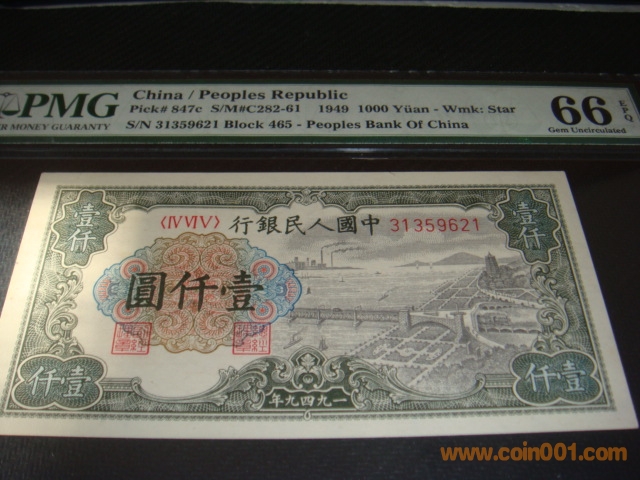 PMG
China / Peoples Republic
Pick# 847c S/M#C282-61 1949 1000 Yüan - Wmk: Star
ER MONEY GUARANTY
S/N 31359621 Block 465 - Peoples Bank Of China
66 EPQ
Gem Uncirculated
壹仟
〈ⅣⅥⅤ〉
行銀民人國中
31359621
壹仟
圓仟壹
仟壹
年九四九一
仟壹
www.coin001.com